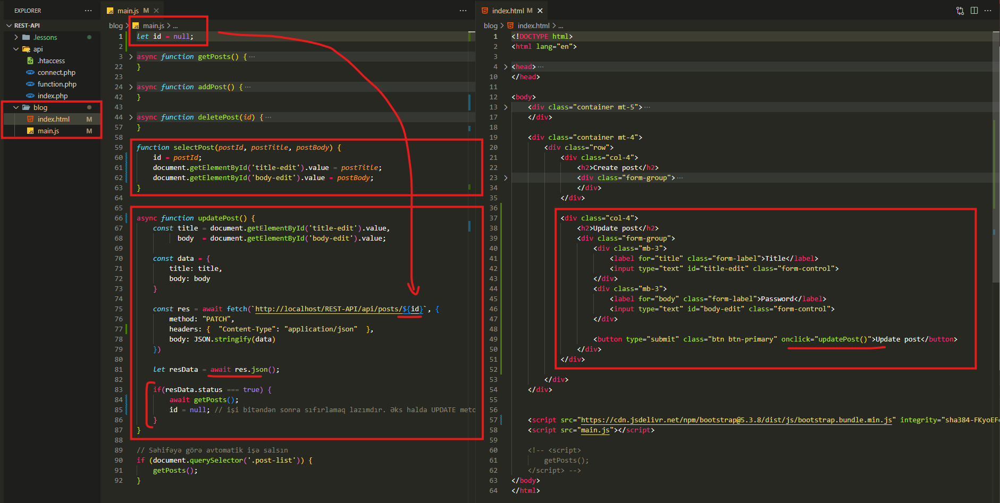 EXPLORER
REST-API
.lessons
api
.htaccess
connect.php
function.php
index.php
blog
index.html M
main.js M
main.js M
blog > main.js > ...
1 let id = null;
2
3 async function getPosts() { ...
22 }
23
24 async function addPost() { ...
42 }
43
44 async function deletePost(id) { ...
57 }
58
59 function selectPost(postId, postTitle, postBody) {
60 id = postId;
61 document.getElementById('title-edit').value = postTitle;
62 document.getElementById('body-edit').value = postBody;
63 }
64
65
66 async function updatePost() {
67 const title = document.getElementById('title-edit').value,
68 body = document.getElementById('body-edit').value;
69
70 const data = {
71 title: title,
72 body: body
73 }
74
75 const res = await fetch(`http://localhost/REST-API/api/posts/${id}`, {
76 method: "PATCH",
77 headers: { "Content-Type": "application/json" },
78 body: JSON.stringify(data)
79 })
80
81 let resData = await res.json();
82
83 if(resData.status === true) {
84 await getPosts();
85 id = null; // işi bitəndən sonra sıfırlamaq lazımdır. Əks halda UPDATE meto
86 }
87 }
88
89 // Səhifəyə görə avtomatik işə salsın
90 if (document.querySelector('.post-list')) {
91 getPosts();
92 }
index.html M
blog > index.html > ...
1 <!DOCTYPE html>
2 <html lang="en">
3
4 <head> ...
10 </head>
11
12 <body>
13 <div class="container mt-5"> ...
17 </div>
18
19 <div class="container mt-4">
20 <div class="row">
21 <div class="col-4">
22 <h2>Create post</h2>
23 <div class="form-group"> ...
34 </div>
35 </div>
36
37 <div class="col-4">
38 <h2>Update post</h2>
39 <div class="form-group">
40 <div class="mb-3">
41 <label for="title" class="form-label">Title</label>
42 <input type="text" id="title-edit" class="form-control">
43 </div>
44 <div class="mb-3">
45 <label for="body" class="form-label">Password</label>
46 <input type="text" id="body-edit" class="form-control">
47 </div>
48
49 <button type="submit" class="btn btn-primary" onclick="updatePost()">Update post</button>
50 </div>
51 </div>
52
53 </div>
54 </div>
55
56
57 <script src="https://cdn.jsdelivr.net/npm/bootstrap@5.3.8/dist/js/bootstrap.bundle.min.js" integrity="sha384-FKyoEFo
58 <script src="main.js"></script>
59
60 <!-- <script>
61 getPosts();
62 </script> -->
63 </body>
64 </html>